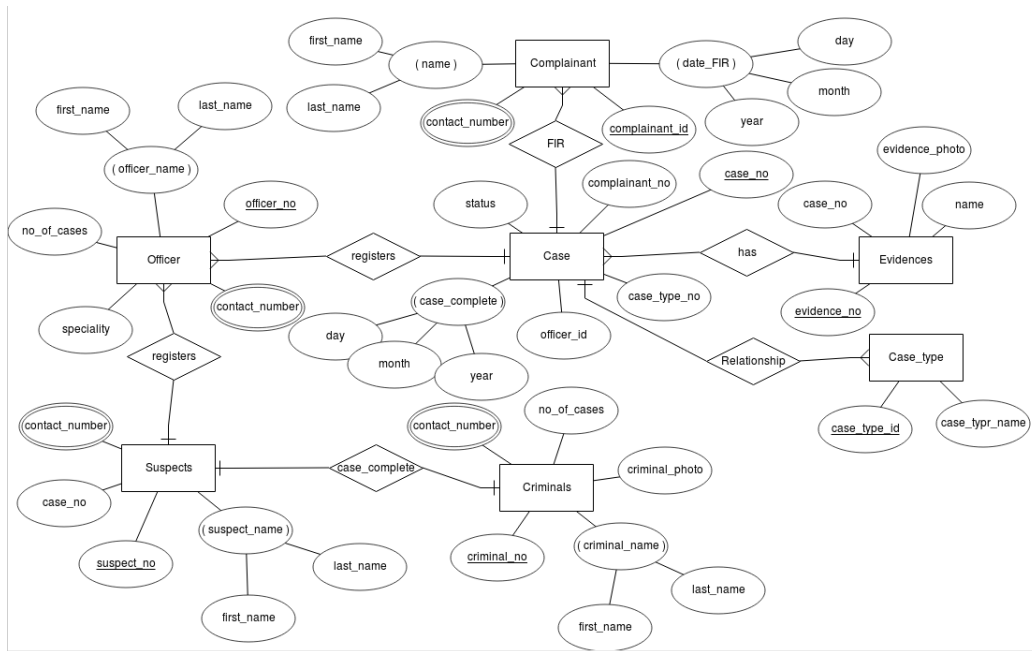 first_name
( name )
last_name
Complainant
( date_FIR )
day
month
year
contact_number
complainant_id
FIR
first_name
last_name
( officer_name )
officer_no
no_of_cases
Officer
contact_number
speciality
registers
registers
status
complainant_no
case_no
Case
case_type_no
officer_id
( case_complete )
day
month
year
has
evidence_photo
case_no
name
Evidences
evidence_no
Relationship
Case_type
case_type_id
case_typr_name
contact_number
Suspects
case_no
suspect_no
( suspect_name )
last_name
first_name
case_complete
contact_number
no_of_cases
criminal_photo
Criminals
criminal_no
( criminal_name )
last_name
first_name